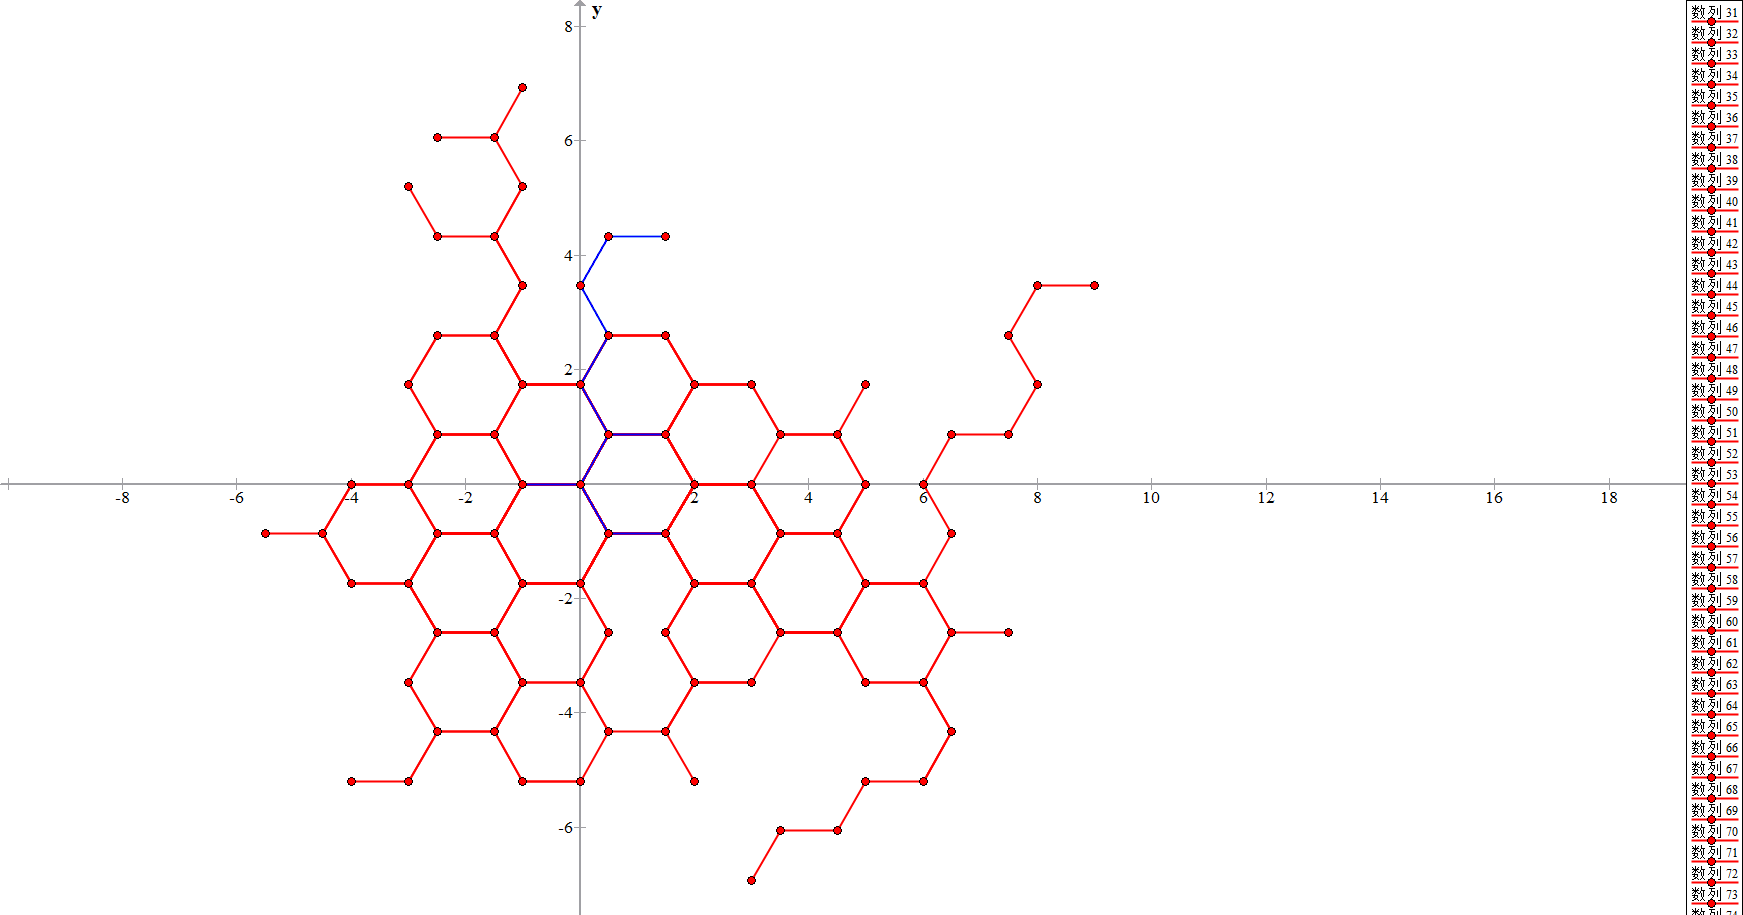 y
8
6
4
2
-8
-6
-4
-2
2
4
6
8
10
12
14
16
18
-2
-4
-6
数列 31
数列 32
数列 33
数列 34
数列 35
数列 36
数列 37
数列 38
数列 39
数列 40
数列 41
数列 42
数列 43
数列 44
数列 45
数列 46
数列 47
数列 48
数列 49
数列 50
数列 51
数列 52
数列 53
数列 54
数列 55
数列 56
数列 57
数列 58
数列 59
数列 60
数列 61
数列 62
数列 63
数列 64
数列 65
数列 66
数列 67
数列 68
数列 69
数列 70
数列 71
数列 72
数列 73
数列 74